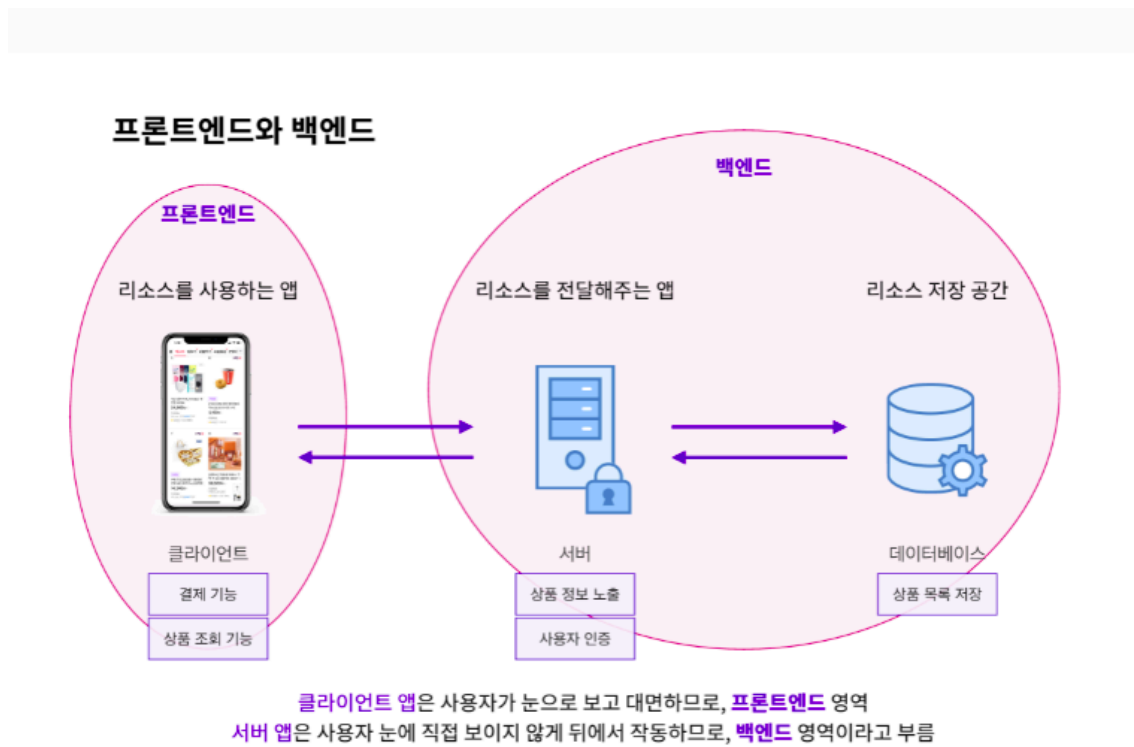 프론트엔드와 백엔드
프론트엔드
백엔드
리소스를 사용하는 앱
리소스를 전달해주는 앱
리소스 저장 공간
클라이언트
서버
데이터베이스
결제 기능
상품 정보 노출
상품 목록 저장
상품 조회 기능
사용자 인증
클라이언트 앱은 사용자가 눈으로 보고 대면하므로, 프론트엔드 영역
서버 앱은 사용자 눈에 직접 보이지 않게 뒤에서 작동하므로, 백엔드 영역이라고 부름